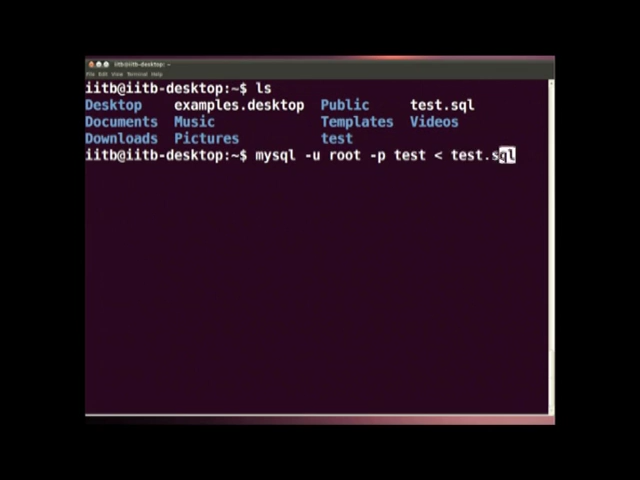 iitb@iitb-desktop: ~
File Edit View Terminal Help
iitb@iitb-desktop:~$ ls
Desktop examples.desktop Public test.sql
Documents Music Templates Videos
Downloads Pictures test
iitb@iitb-desktop:~$ mysql -u root -p test < test.sql